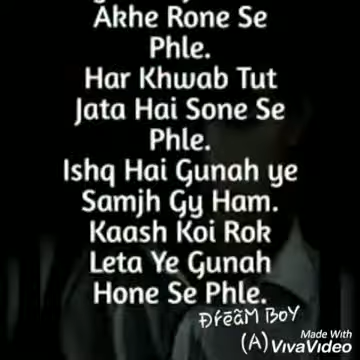 Akhe Rone Se
Phle.
Har Khwab Tut
Jata Hai Sone Se
Phle.
Ishq Hai Gunah ye
Samjh Gy Ham.
Kaash Koi Rok
Leta Ye Gunah
Hone Se Phle.
ĐŕēâM BoY
(A)
Made With
VivaVideo